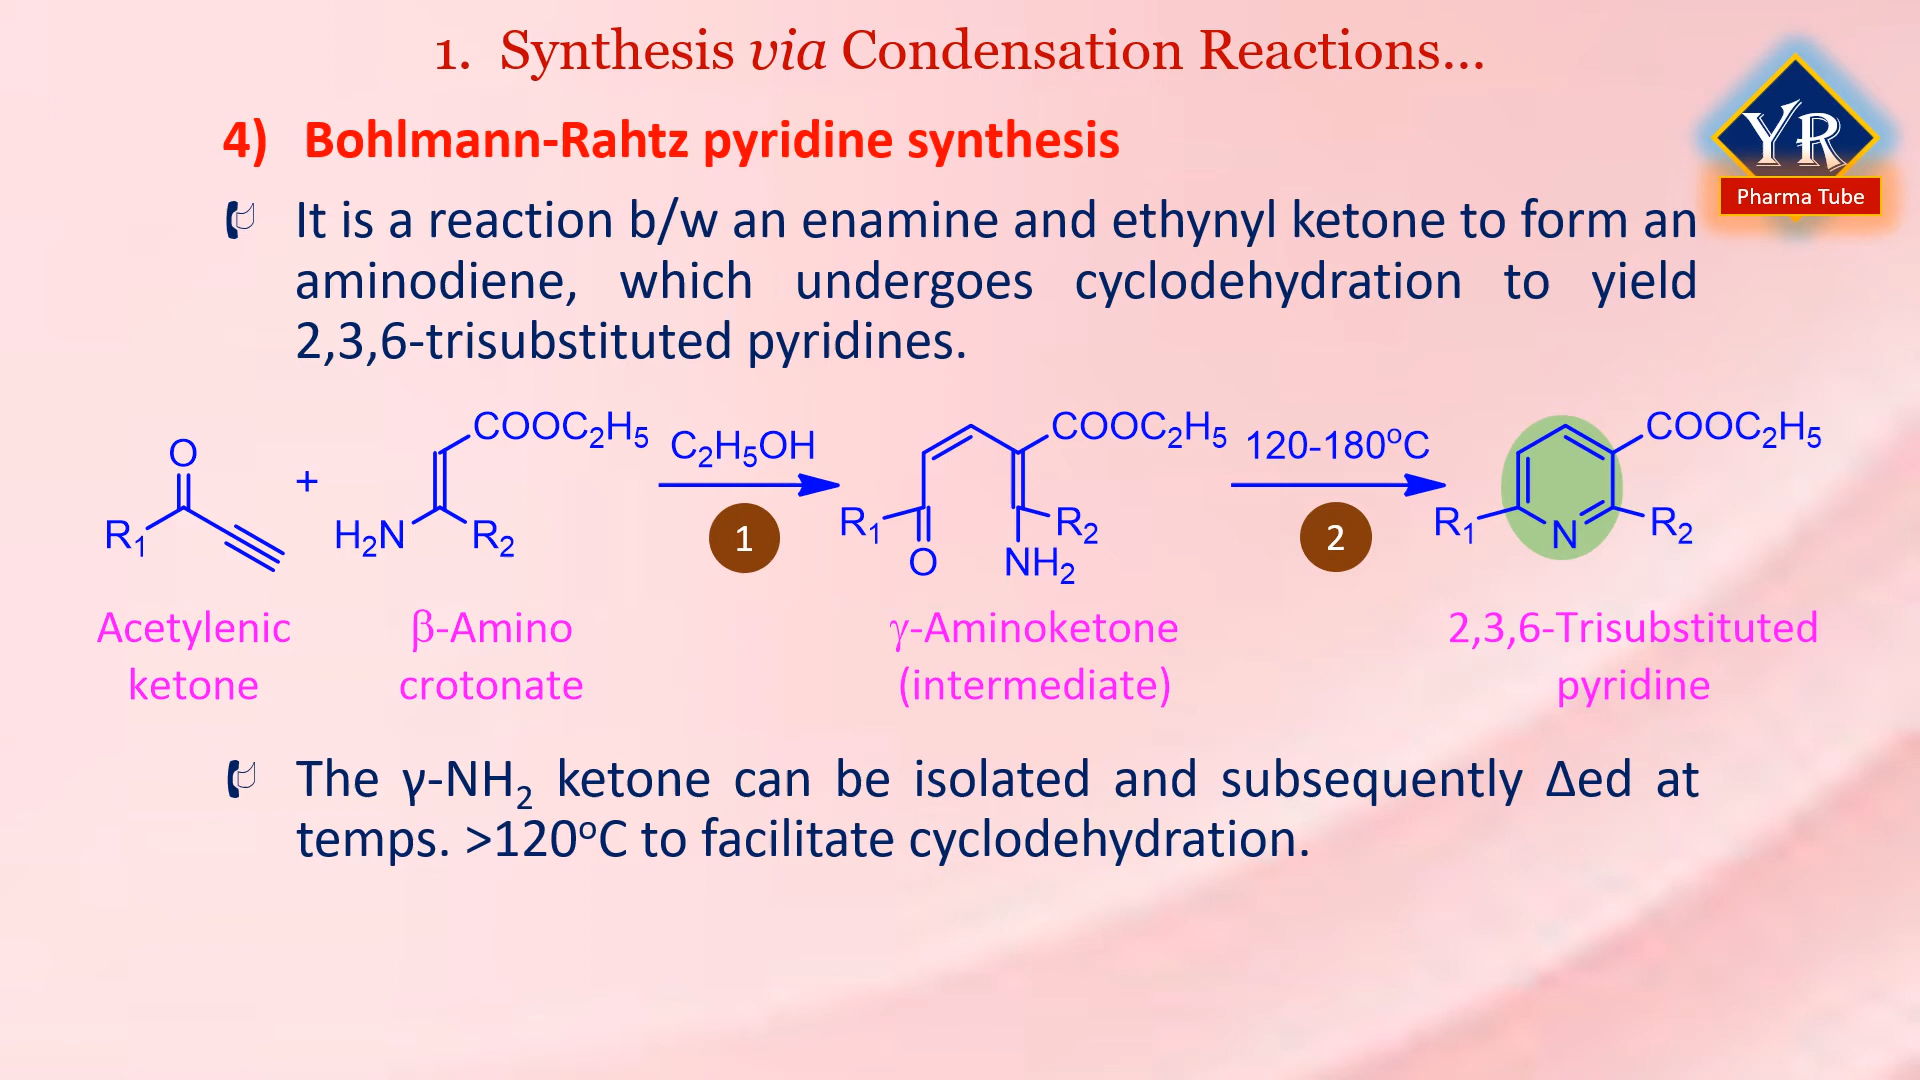 1. Synthesis via Condensation Reactions...
YR
Pharma Tube
4) Bohlmann-Rahtz pyridine synthesis
It is a reaction b/w an enamine and ethynyl ketone to form an
aminodiene, which undergoes cyclodehydration to yield
2,3,6-trisubstituted pyridines.
O
R₁
+
COOC₂H₅
H₂N
R₂
C₂H₅OH
1
COOC₂H₅
R₁
O
R₂
NH₂
120-180°C
2
COOC₂H₅
R₁
N
R₂
Acetylenic
ketone
β-Amino
crotonate
γ-Aminoketone
(intermediate)
2,3,6-Trisubstituted
pyridine
The γ-NH₂ ketone can be isolated and subsequently Δed at
temps. >120°C to facilitate cyclodehydration.